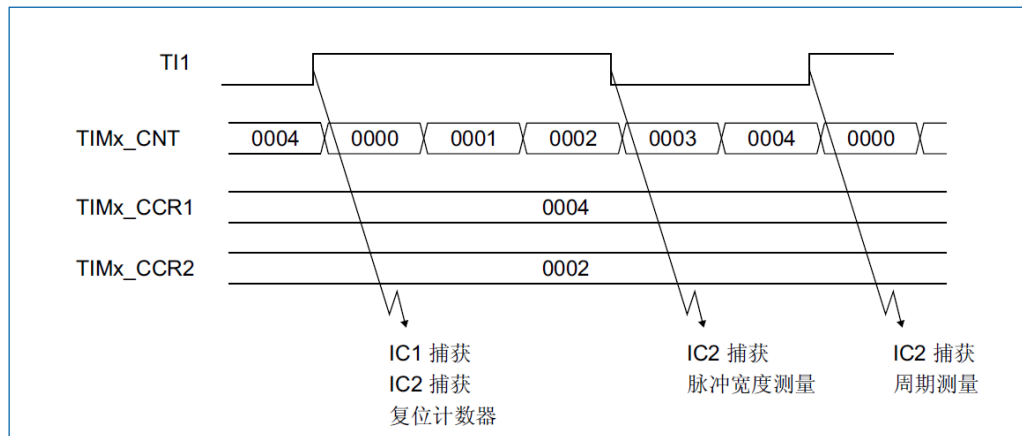 TI1
TIMx_CNT 0004 0000 0001 0002 0003 0004 0000
TIMx_CCR1 0004
TIMx_CCR2 0002
IC1 捕获
IC2 捕获
复位计数器
IC2 捕获
脉冲宽度测量
IC2 捕获
周期测量